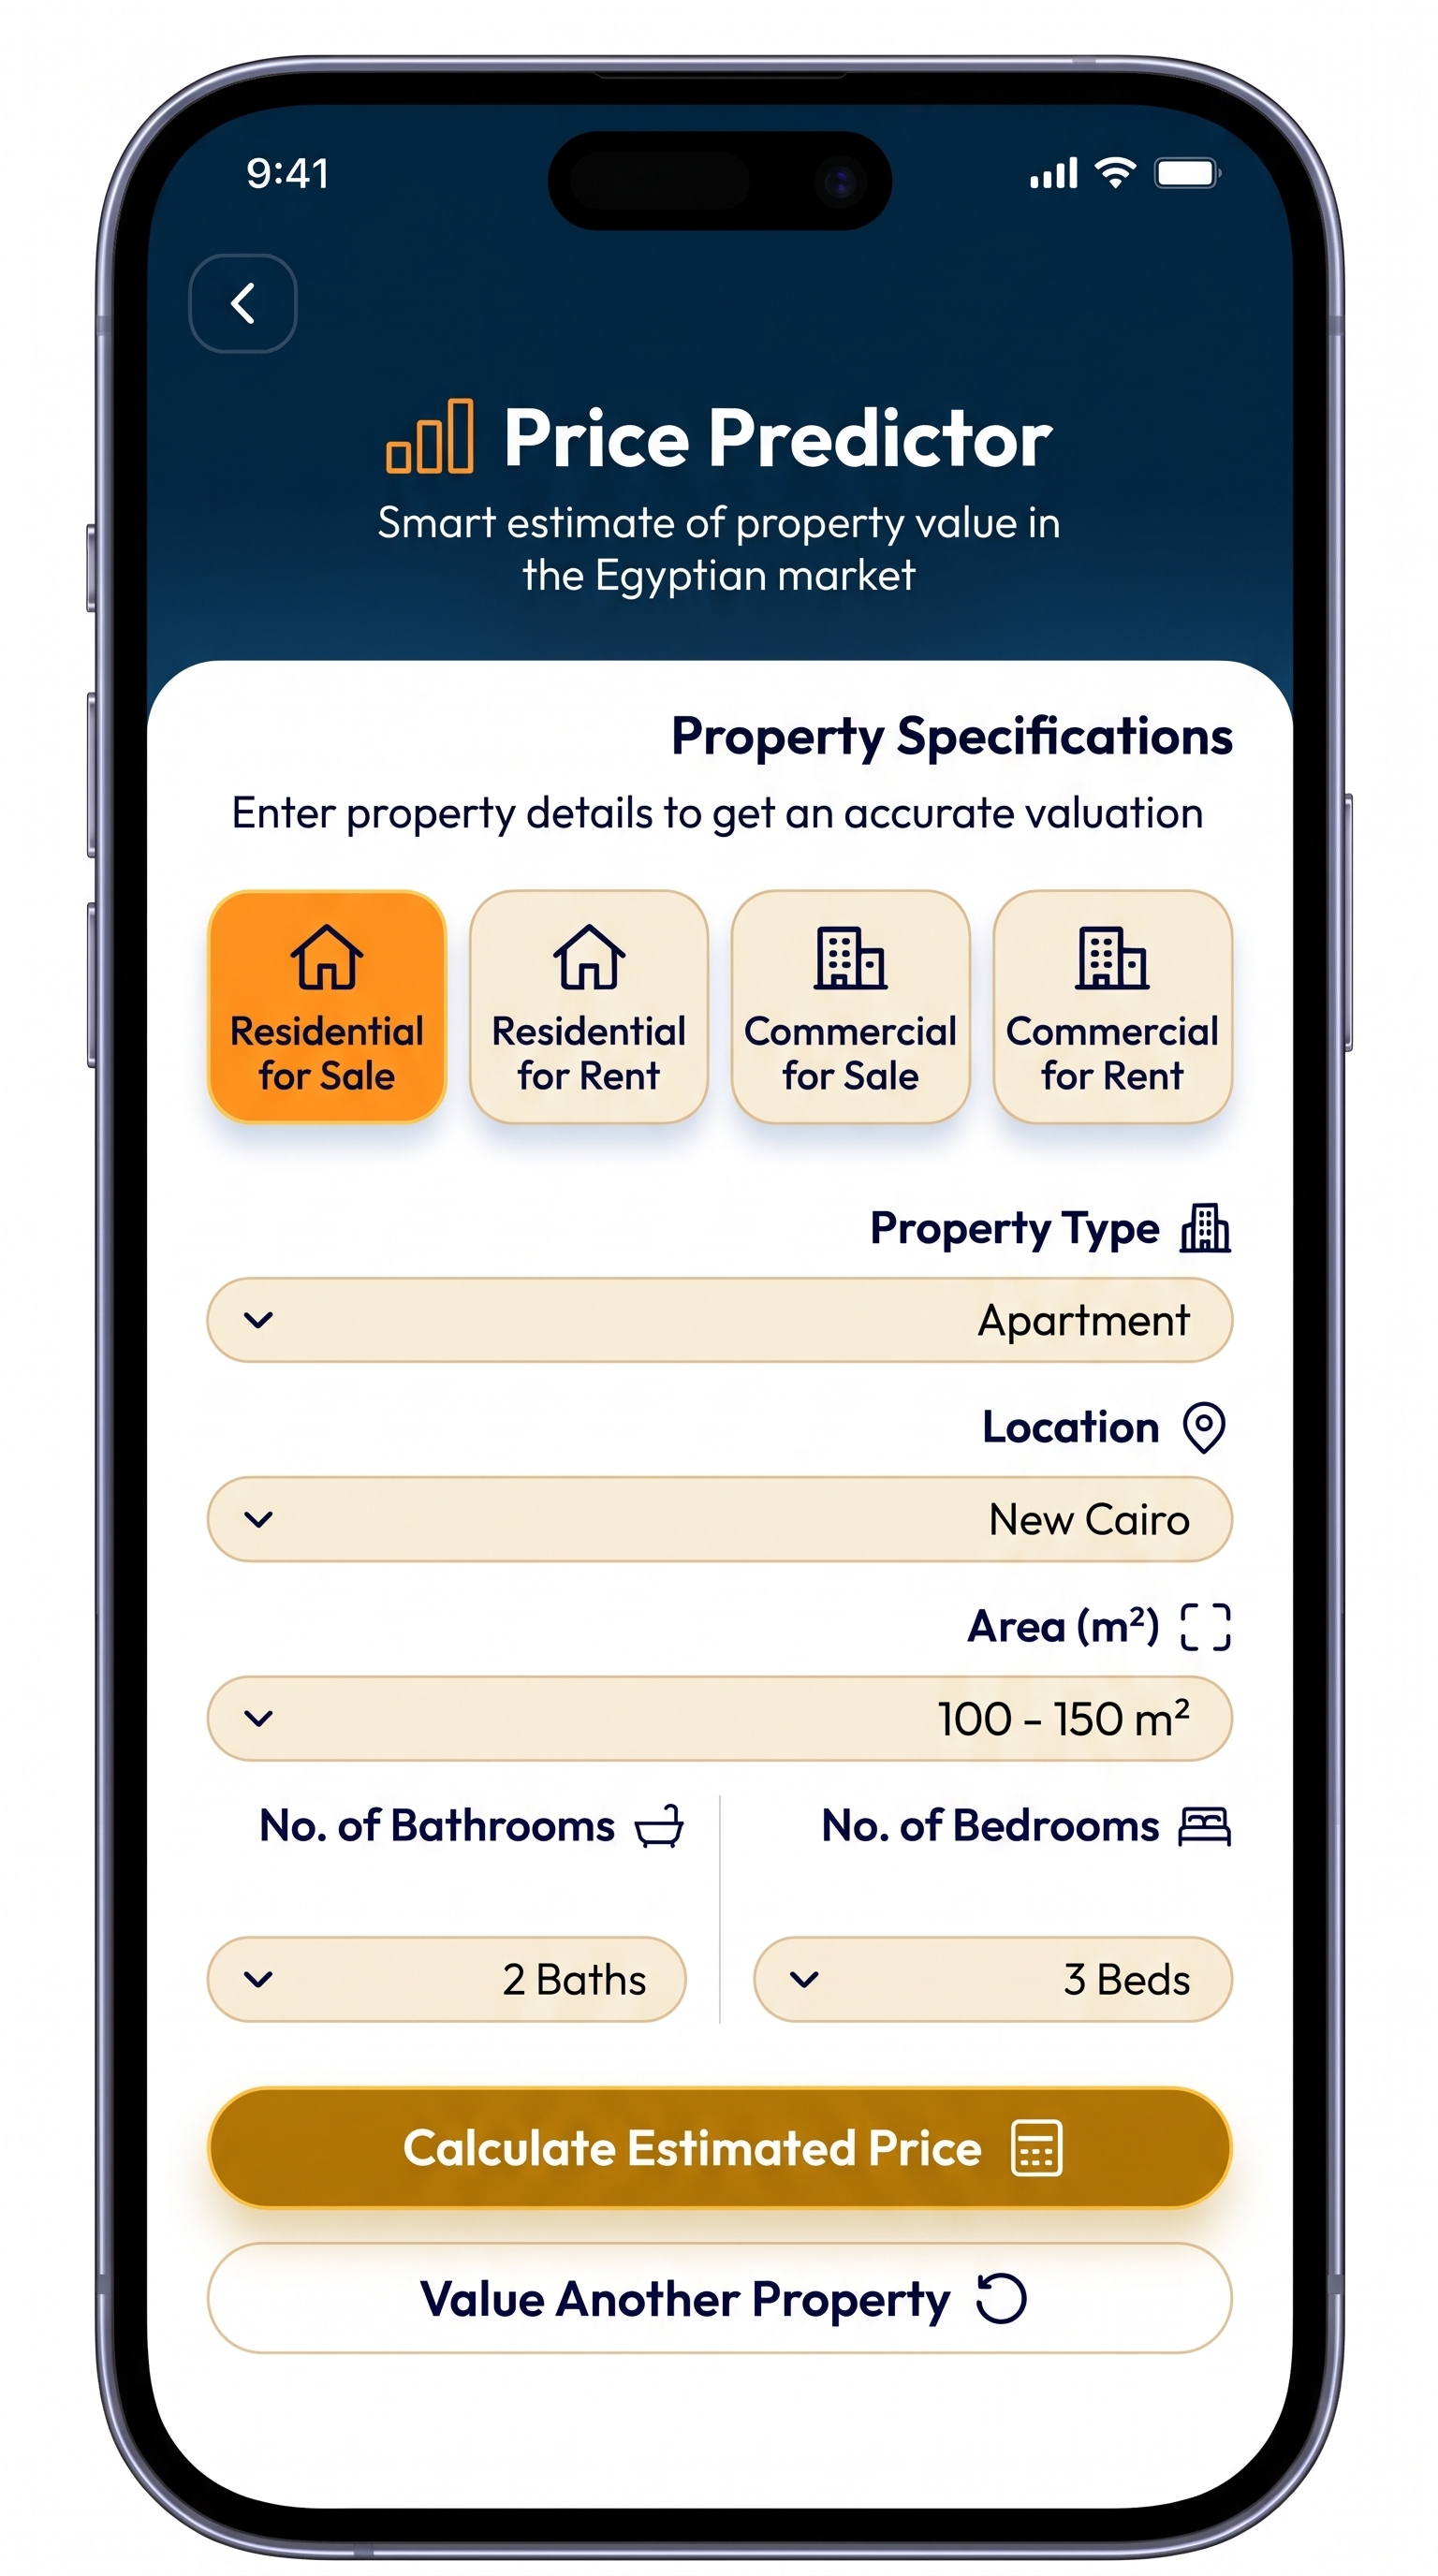 9:41
Price Predictor
Smart estimate of property value in
the Egyptian market
Property Specifications
Enter property details to get an accurate valuation
Residential
for Sale
Residential
for Rent
Commercial
for Sale
Commercial
for Rent
Property Type
Apartment
Location
New Cairo
Area (m²)
100 - 150 m²
No. of Bathrooms
2 Baths
No. of Bedrooms
3 Beds
Calculate Estimated Price
Value Another Property